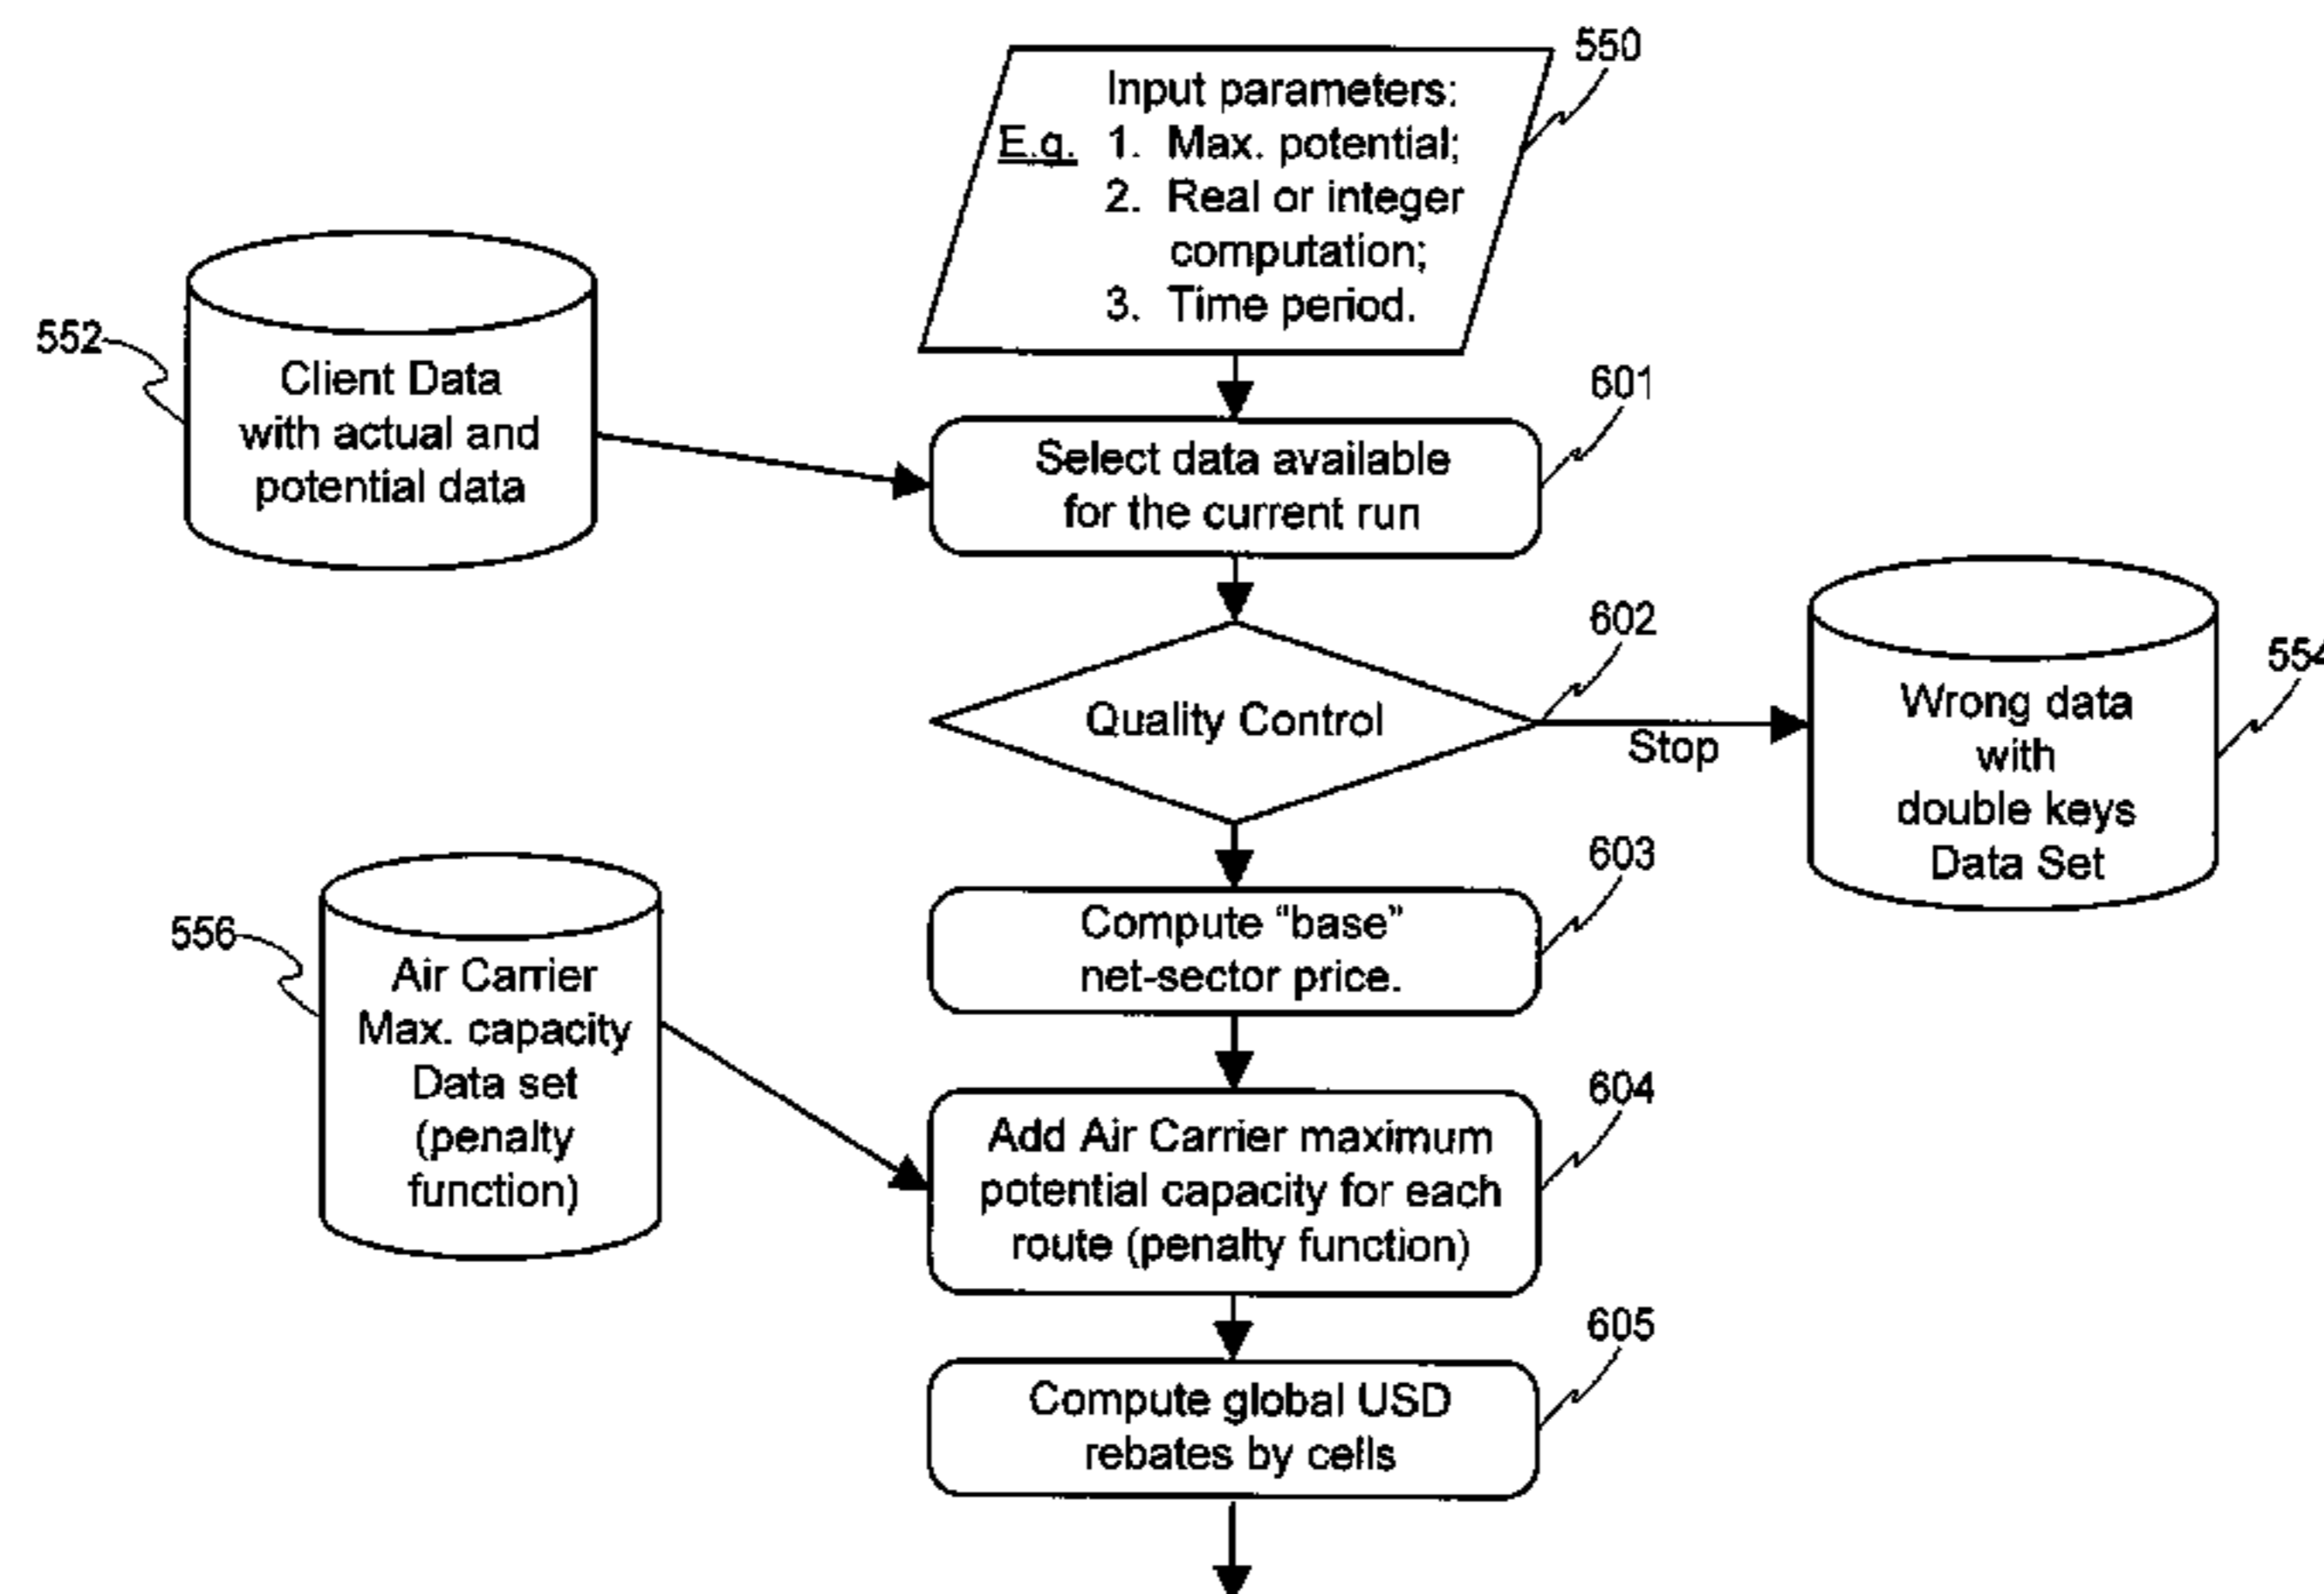 550
Input parameters:
E.g. 1. Max. potential;
2. Real or integer
computation;
3. Time period.
552
Client Data
with actual and
potential data
601
Select data available
for the current run
602
Quality Control
Stop
554
Wrong data
with
double keys
Data Set
603
Compute “base”
net-sector price.
556
Air Carrier
Max. capacity
Data set
(penalty
function)
604
Add Air Carrier maximum
potential capacity for each
route (penalty function)
605
Compute global USD
rebates by cells